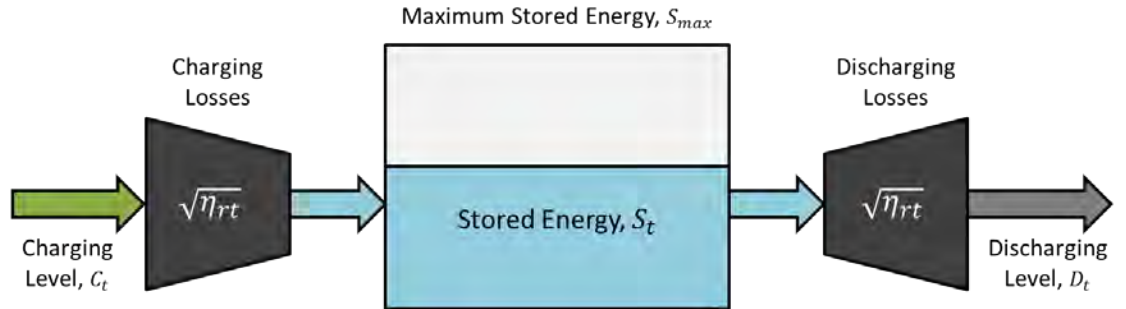 Maximum Stored Energy, $S_{max}$
Charging
Losses
Discharging
Losses
$\sqrt{\eta_{rt}}$
Stored Energy, $S_t$
$\sqrt{\eta_{rt}}$
Charging
Level, $C_t$
Discharging
Level, $D_t$